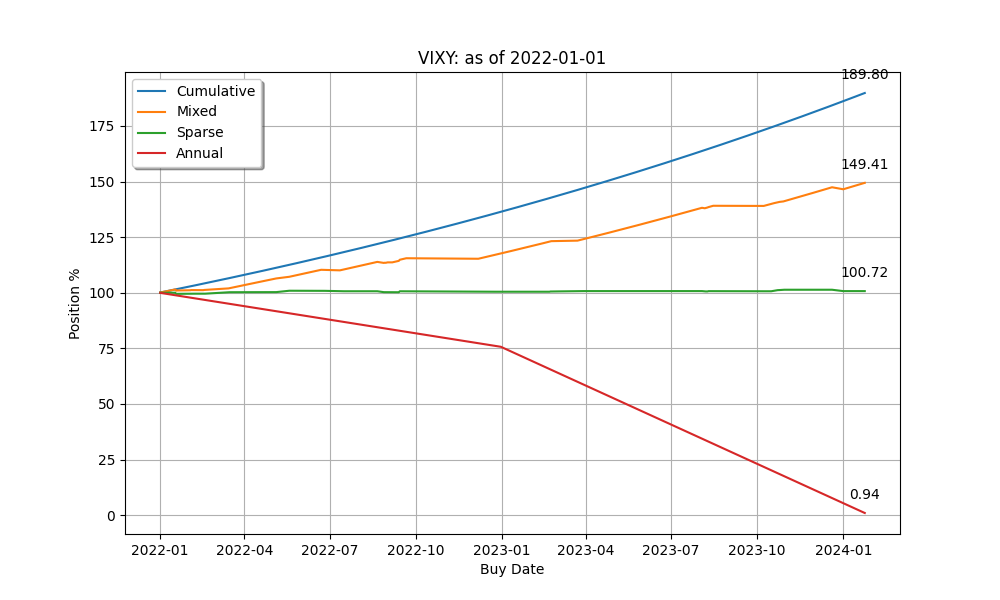 VIXY: as of 2022-01-01
189.80
Cumulative
Mixed
Sparse
Annual
175
149.41
150
125
100.72
100
75
50
25
0.94
0
Position %
2022-01 2022-04 2022-07 2022-10 2023-01 2023-04 2023-07 2023-10 2024-01
Buy Date